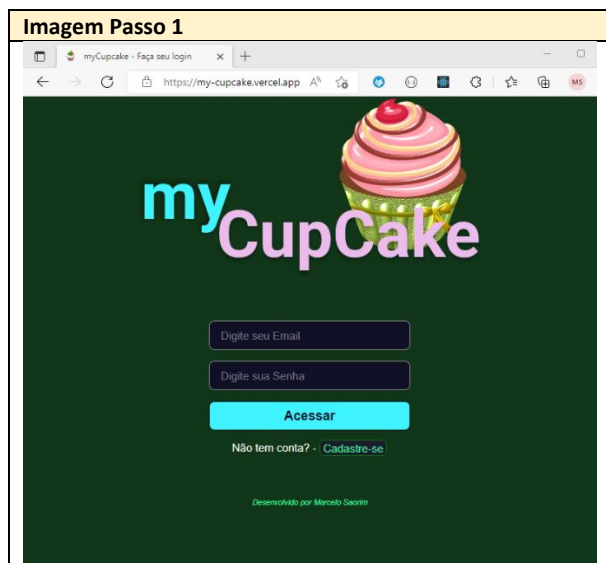 Imagem Passo 1
myCupcake - Faça seu login
https://my-cupcake.vercel.app
MS
my
CupCake
Digite seu Email
Digite sua Senha
Acessar
Não tem conta? - Cadastre-se
Desenvolvido por Marcelo Saorim